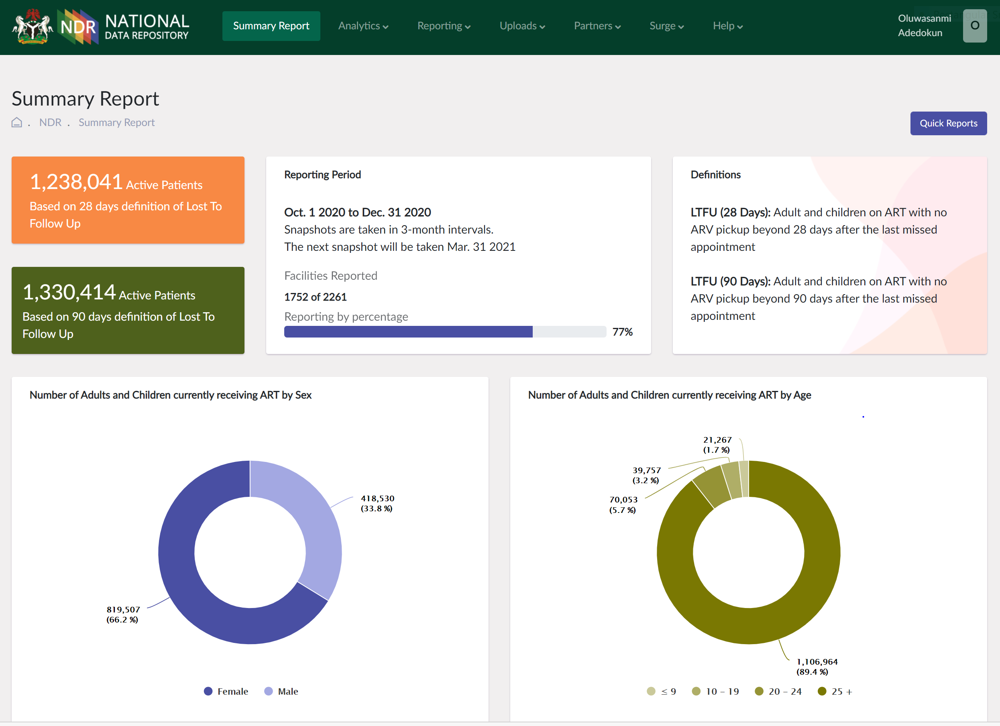 NDR NATIONAL
DATA REPOSITORY
Summary Report
Analytics
Reporting
Uploads
Partners
Surge
Help
Oluwasanmi
Adedokun
O
Summary Report
. NDR . Summary Report
Quick Reports
1,238,041 Active Patients
Based on 28 days definition of Lost To
Follow Up
1,330,414 Active Patients
Based on 90 days definition of Lost To
Follow Up
Reporting Period
Oct. 1 2020 to Dec. 31 2020
Snapshots are taken in 3-month intervals.
The next snapshot will be taken Mar. 31 2021
Facilities Reported
1752 of 2261
Reporting by percentage
77%
Definitions
LTFU (28 Days): Adult and children on ART with no
ARV pickup beyond 28 days after the last missed
appointment
LTFU (90 Days): Adult and children on ART with no
ARV pickup beyond 90 days after the last missed
appointment
Number of Adults and Children currently receiving ART by Sex
418,530
(33.8 %)
819,507
(66.2 %)
Female
Male
Number of Adults and Children currently receiving ART by Age
21,267
(1.7 %)
39,757
(3.2 %)
70,053
(5.7 %)
1,106,964
(89.4 %)
≤ 9
10 – 19
20 – 24
25 +